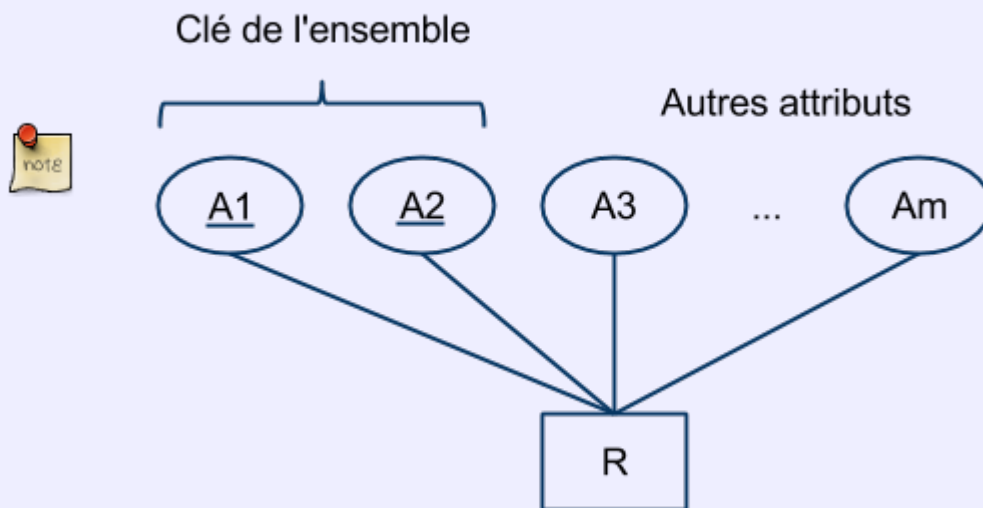 Clé de l'ensemble
Autres attributs
note
A1 A2 A3 ... Am
R